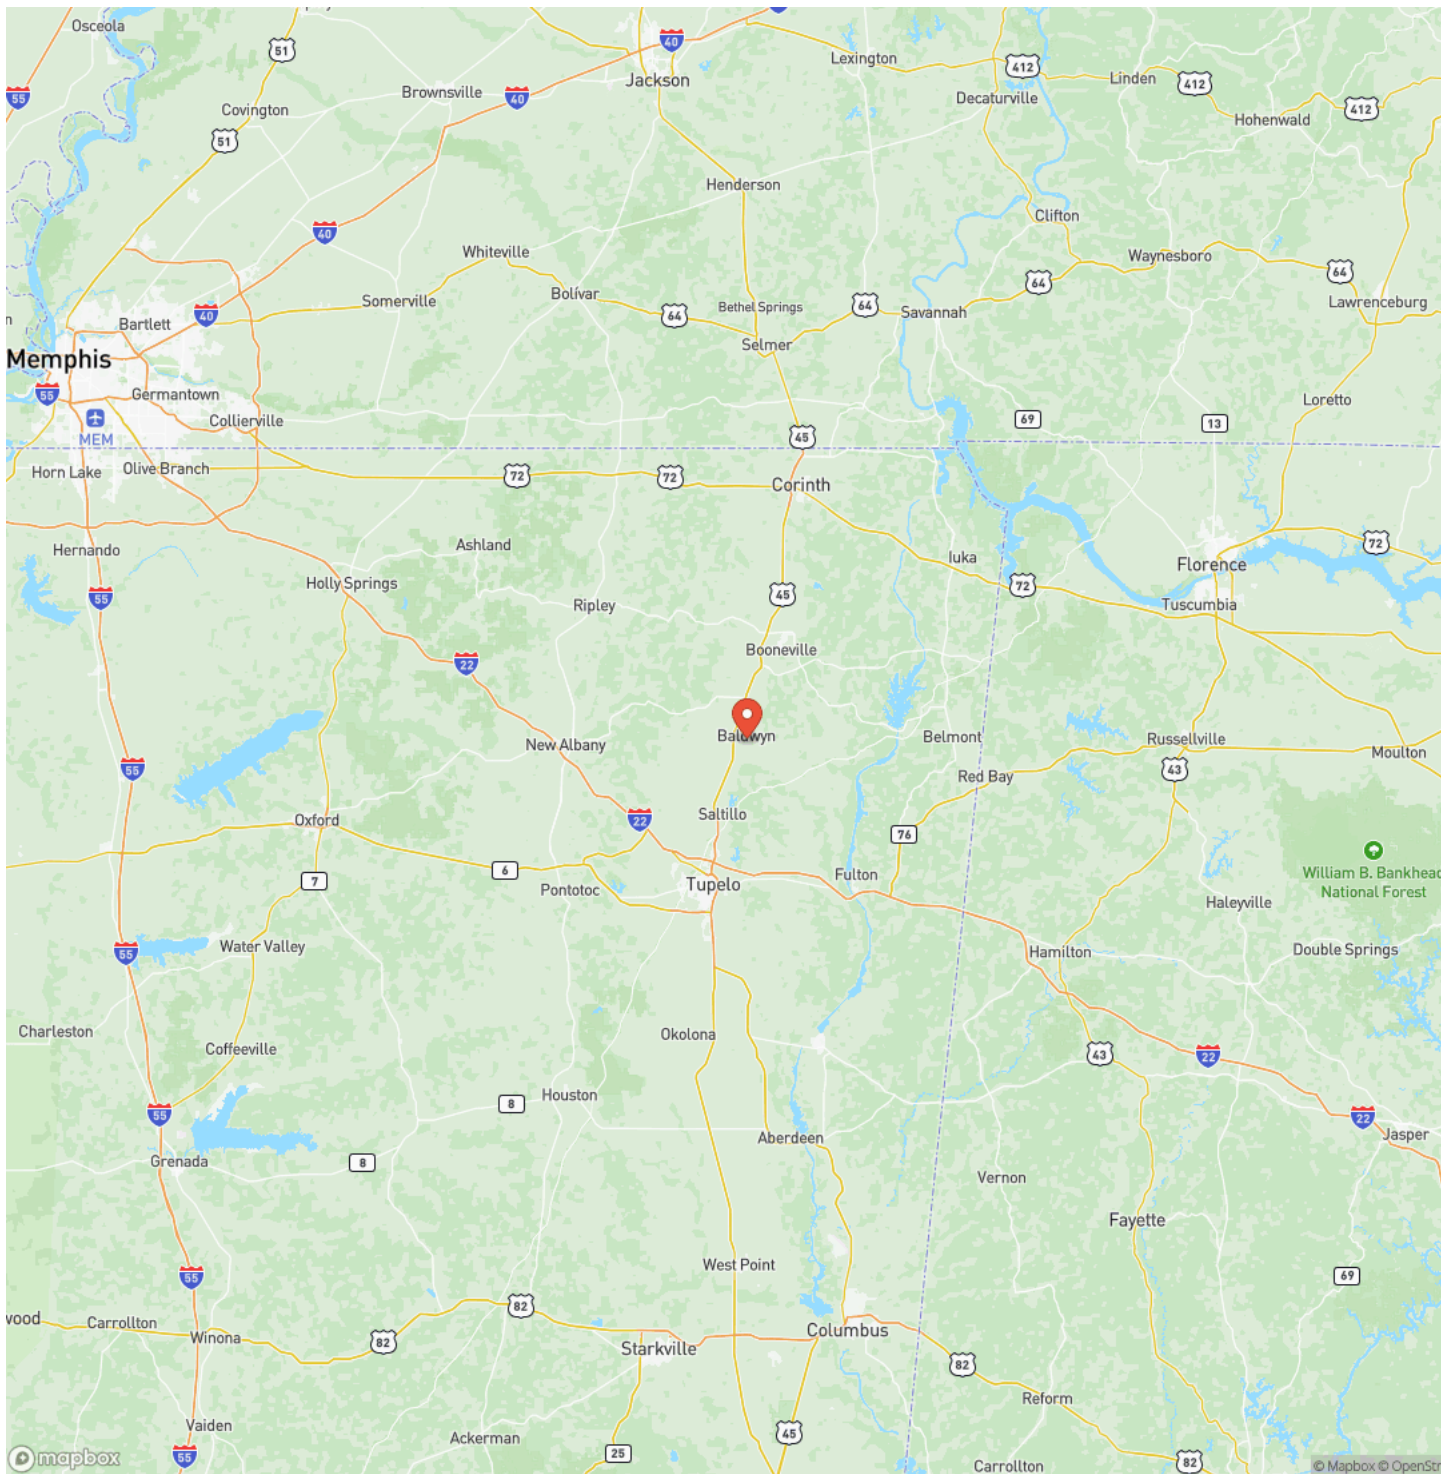 Osceola
51
40
Lexington
412
Linden
412
Jackson
55
Brownsville
40
Decaturville
412
Covington
Hohenwald
51
Henderson
Clifton
40
Whiteville
Waynesboro
64
64
Somerville
Bolívar
Bethel Springs
64
Lawrenceburg
40
64
Savannah
n
Bartlett
Selmer
Memphis
55
Germantown
Loretto
Collierville
69
13
MEM
45
Horn Lake
Olive Branch
72
72
Corinth
Hernando
Ashland
Iuka
72
Florence
Holly Springs
72
55
45
Ripley
Tuscumbia
Booneville
22
Baldwyn
New Albany
Belmont
Russellville
Moulton
55
Red Bay
43
Oxford
22
Saltillo
76
6
Fulton
William B. Bankhead
National Forest
7
Pontotoc
Tupelo
Haleyville
Water Valley
55
Hamilton
Double Springs
Charleston
Okolona
Coffeeville
43
22
Houston
8
55
22
Aberdeen
Jasper
Grenada
8
Vernon
Fayette
West Point
55
69
82
wood
Carrollton
Winona
82
Columbus
Starkville
82
Reform
Vaiden
45
Ackerman
25
55
mapbox
82
Carrollton
© Mapbox © OpenStr